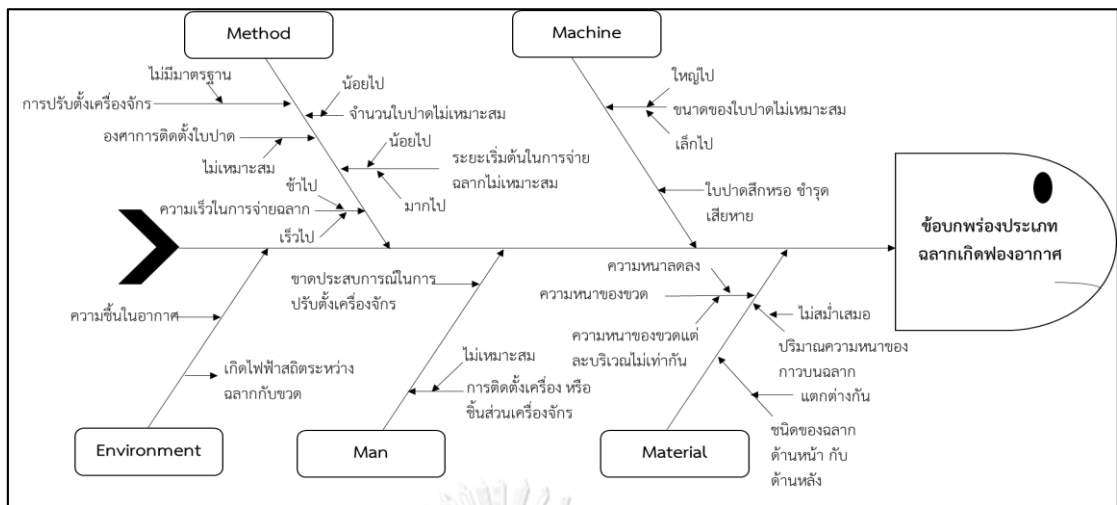 Method
Machine
ไม่มีมาตรฐาน
การปรับตั้งเครื่องจักร
น้อยไป
จำนวนใบปาดไม่เหมาะสม
องศาการติดตั้งใบปาด
ไม่เหมาะสม
น้อยไป
ระยะเริ่มต้นในการจ่าย
ฉลากไม่เหมาะสม
มากไป
ช้าไป
ความเร็วในการจ่ายฉลาก
เร็วไป
ใหญ่ไป
ขนาดของใบปาดไม่เหมาะสม
เล็กไป
ใบปาดสึกหรอ ชำรุด
เสียหาย
ข้อบกพร่องประเภท
ฉลากเกิดฟองอากาศ
ความชื้นในอากาศ
เกิดไฟฟ้าสถิตระหว่าง
ฉลากกับขวด
ขาดประสบการณ์ในการ
ปรับตั้งเครื่องจักร
ไม่เหมาะสม
การติดตั้งเครื่อง หรือ
ชิ้นส่วนเครื่องจักร
ความหนาลดลง
ความหนาของขวด
ความหนาของขวดแต่
ละบริเวณไม่เท่ากัน
ไม่สม่ำเสมอ
ปริมาณความหนาของ
กาวบนฉลาก
แตกต่างกัน
ชนิดของฉลาก
ด้านหน้า กับ
ด้านหลัง
Environment
Man
Material